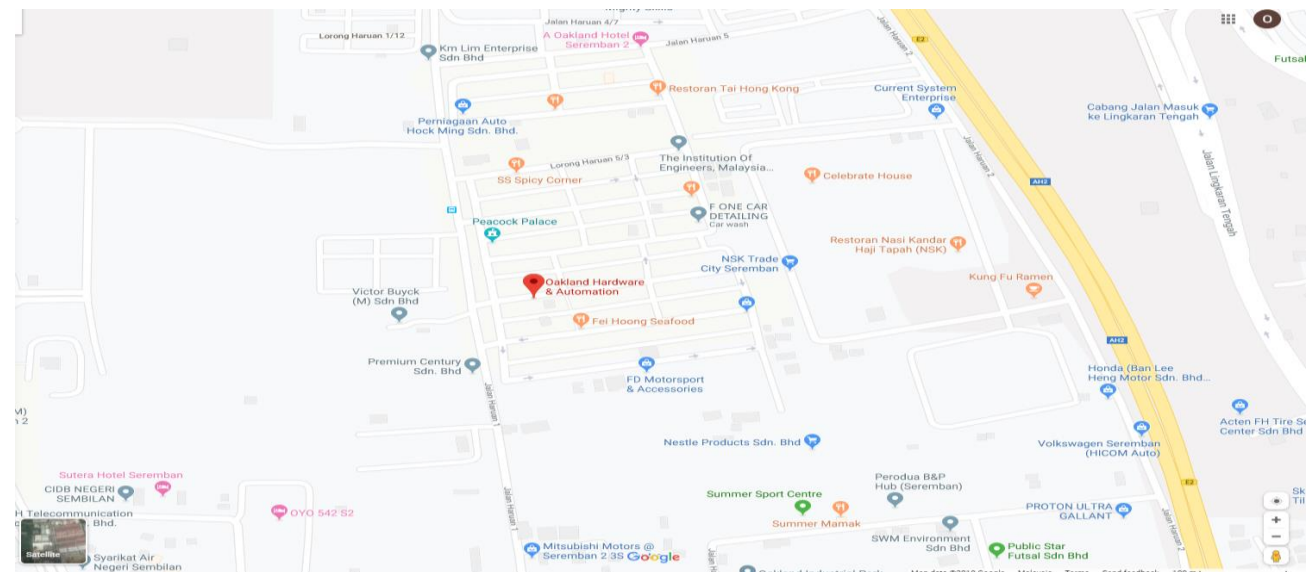 Jalan Haruan 4/7
Lorong Haruan 1/12
A Oakland Hotel
Seremban 2
Jalan Haruan 5
Jalan Haruan 2
E2
O
Km Lim Enterprise
Sdn Bhd
Futsal
Restoran Tai Hong Kong
Current System
Enterprise
Cabang Jalan Masuk
ke Lingkaran Tengah
Perniagaan Auto
Hock Ming Sdn. Bhd.
Jalan Haruan 2
Jalan Lingkaran Tengah
Lorong Haruan 5/3
The Institution Of
Engineers, Malaysia...
SS Spicy Corner
Celebrate House
AH2
F ONE CAR
DETAILING
Car wash
Peacock Palace
Restoran Nasi Kandar
Haji Tapah (NSK)
NSK Trade
City Seremban
Kung Fu Ramen
Oakland Hardware
& Automation
Victor Buyck
(M) Sdn Bhd
Fei Hoong Seafood
AH2
Premium Century
Sdn. Bhd
FD Motorsport
& Accessories
Honda (Ban Lee
Heng Motor Sdn. Bhd...
Jalan Haruan 1
M)
n 2
Acten FH Tire Se
Center Sdn Bhd
Nestle Products Sdn. Bhd
Volkswagen Seremban
(HICOM Auto)
Sutera Hotel Seremban
CIDB NEGERI
SEMBILAN
Perodua B&P
Hub (Seremban)
E2
Jalan Haruan 1
Summer Sport Centre
Summer Mamak
PROTON ULTRA
GALLANT
Sk
Til
H Telecommunication
Bhd.
OYO 542 S2
SWM Environment
Sdn Bhd
Satellite
Syarikat Air
Negeri Sembilan
Mitsubishi Motors @
Seremban 2 3S
Google
Public Star
Futsal Sdn Bhd